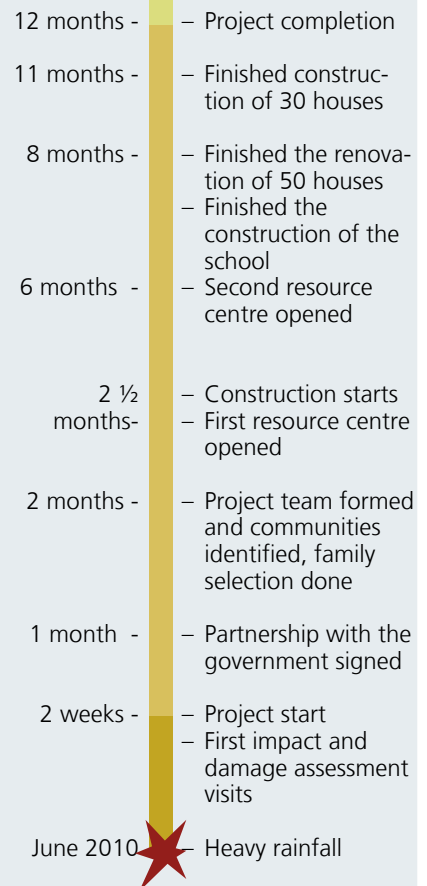 12 months - – Project completion
11 months - – Finished construc-
tion of 30 houses
8 months - – Finished the renova-
tion of 50 houses
– Finished the
construction of the
school
6 months - – Second resource
centre opened
2 ½ – Construction starts
months- – First resource centre
opened
2 months - – Project team formed
and communities
identified, family
selection done
1 month - – Partnership with the
government signed
2 weeks - – Project start
– First impact and
damage assessment
visits
June 2010 – Heavy rainfall